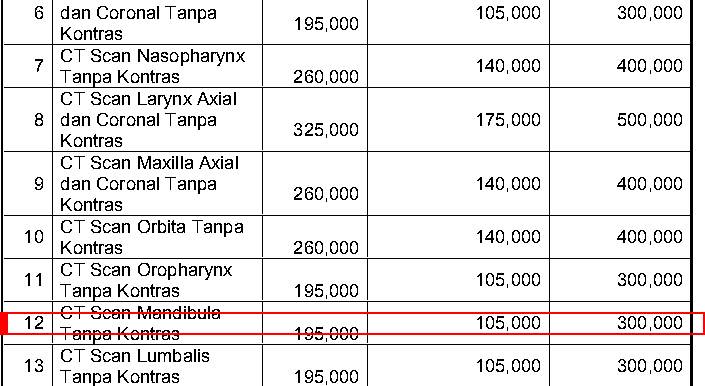 6 dan Coronal Tanpa Kontras 195,000 105,000 300,000
7 CT Scan Nasopharynx Tanpa Kontras 260,000 140,000 400,000
8 CT Scan Larynx Axial dan Coronal Tanpa Kontras 325,000 175,000 500,000
9 CT Scan Maxilla Axial dan Coronal Tanpa Kontras 260,000 140,000 400,000
10 CT Scan Orbita Tanpa Kontras 260,000 140,000 400,000
11 CT Scan Oropharynx Tanpa Kontras 195,000 105,000 300,000
12 CT Scan Mandibula Tanpa Kontras 195,000 105,000 300,000
13 CT Scan Lumbalis Tanpa Kontras 195,000 105,000 300,000